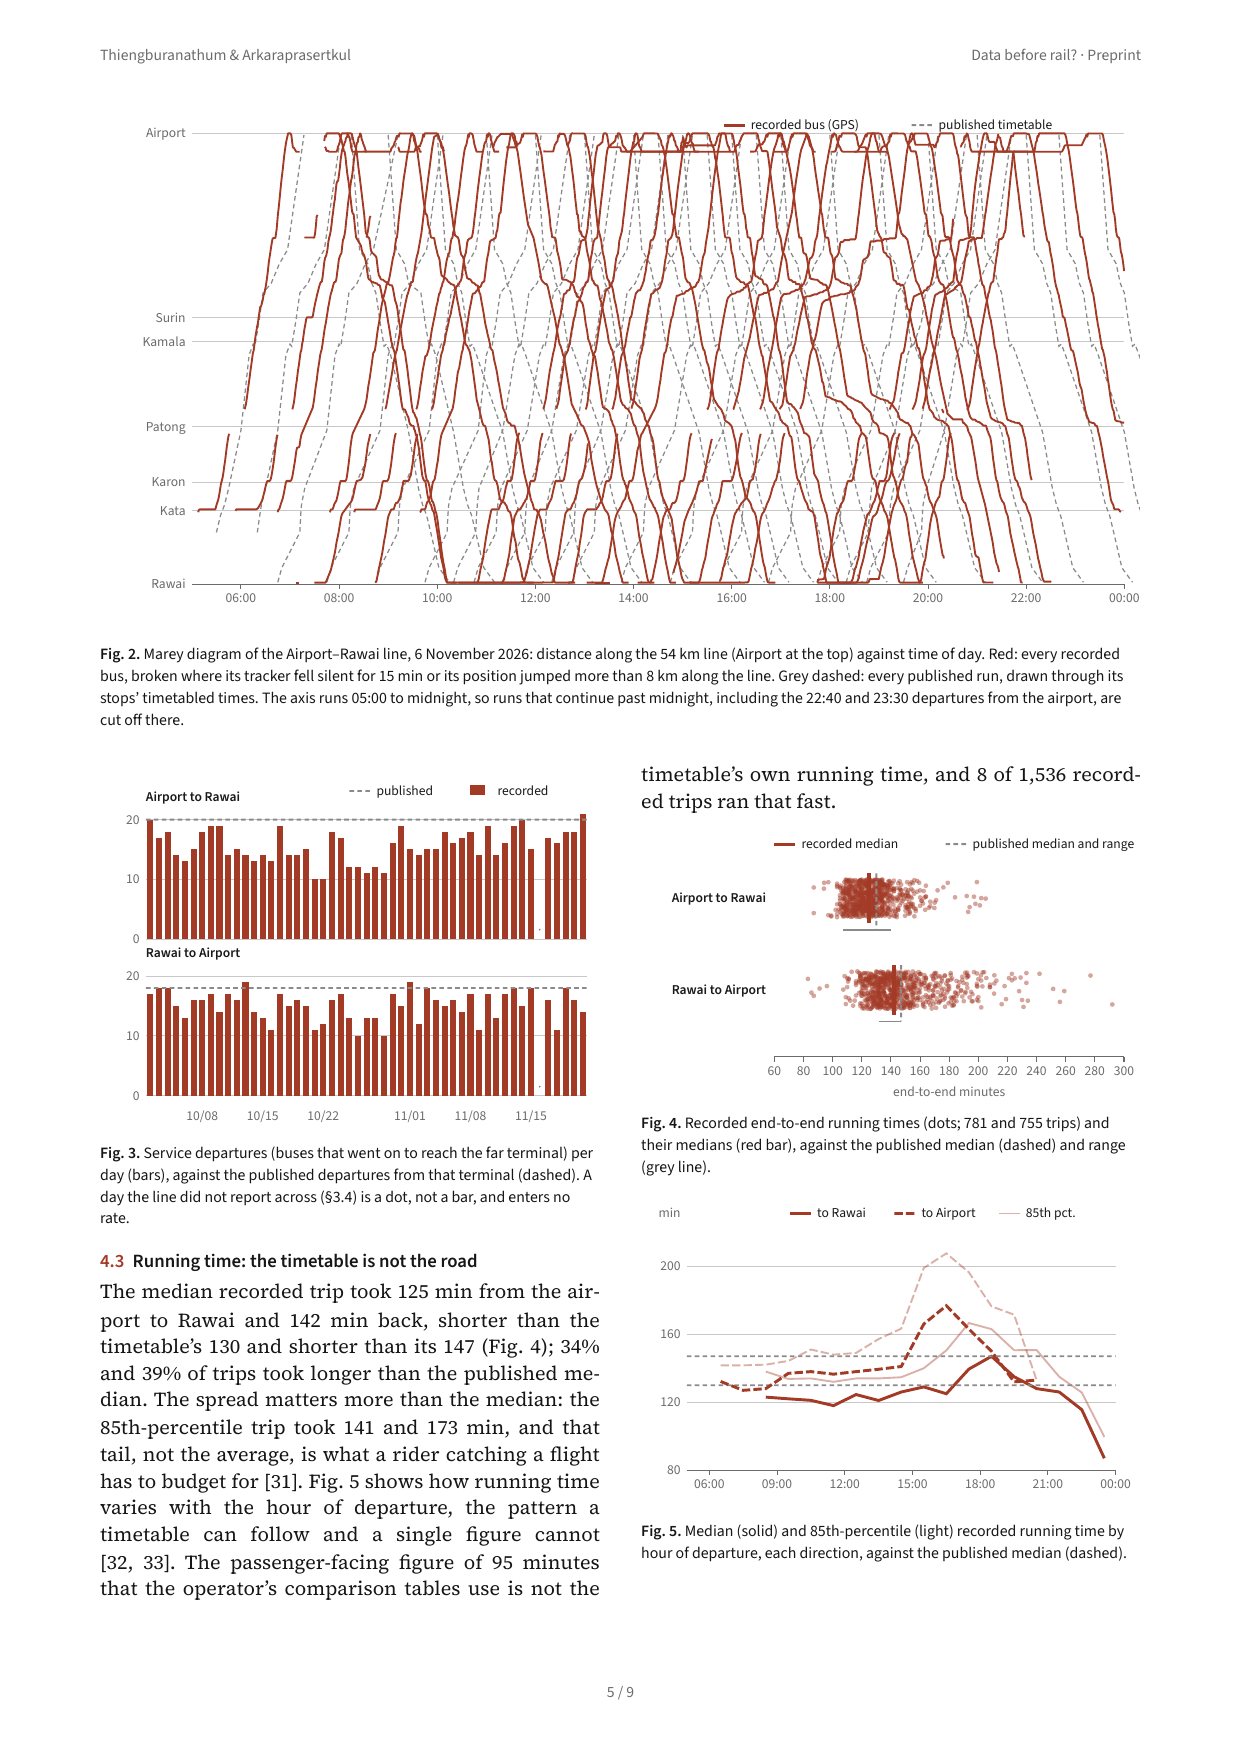 Thiengburanathum & Arkaraprasertkul
Data before rail? · Preprint
recorded bus (GPS)
published timetable
Airport
Surin
Kamala
Patong
Karon
Kata
Rawai
06:00 08:00 10:00 12:00 14:00 16:00 18:00 20:00 22:00 00:00
Fig. 2. Marey diagram of the Airport–Rawai line, 6 November 2026: distance along the 54 km line (Airport at the top) against time of day. Red: every recorded
bus, broken where its tracker fell silent for 15 min or its position jumped more than 8 km along the line. Grey dashed: every published run, drawn through its
stops’ timetabled times. The axis runs 05:00 to midnight, so runs that continue past midnight, including the 22:40 and 23:30 departures from the airport, are
cut off there.
published
recorded
Airport to Rawai
20
10
0
Rawai to Airport
20
10
0
10/08 10/15 10/22 11/01 11/08 11/15
Fig. 3. Service departures (buses that went on to reach the far terminal) per
day (bars), against the published departures from that terminal (dashed). A
day the line did not report across (§3.4) is a dot, not a bar, and enters no
rate.
4.3 Running time: the timetable is not the road
The median recorded trip took 125 min from the air-
port to Rawai and 142 min back, shorter than the
timetable’s 130 and shorter than its 147 (Fig. 4); 34%
and 39% of trips took longer than the published me-
dian. The spread matters more than the median: the
85th-percentile trip took 141 and 173 min, and that
tail, not the average, is what a rider catching a flight
has to budget for [31]. Fig. 5 shows how running time
varies with the hour of departure, the pattern a
timetable can follow and a single figure cannot
[32, 33]. The passenger-facing figure of 95 minutes
that the operator’s comparison tables use is not the
timetable’s own running time, and 8 of 1,536 record-
ed trips ran that fast.
recorded median
published median and range
Airport to Rawai
Rawai to Airport
60 80 100 120 140 160 180 200 220 240 260 280 300
end-to-end minutes
Fig. 4. Recorded end-to-end running times (dots; 781 and 755 trips) and
their medians (red bar), against the published median (dashed) and range
(grey line).
min
to Rawai
to Airport
85th pct.
200
160
120
80
06:00 09:00 12:00 15:00 18:00 21:00 00:00
Fig. 5. Median (solid) and 85th-percentile (light) recorded running time by
hour of departure, each direction, against the published median (dashed).
5 / 9